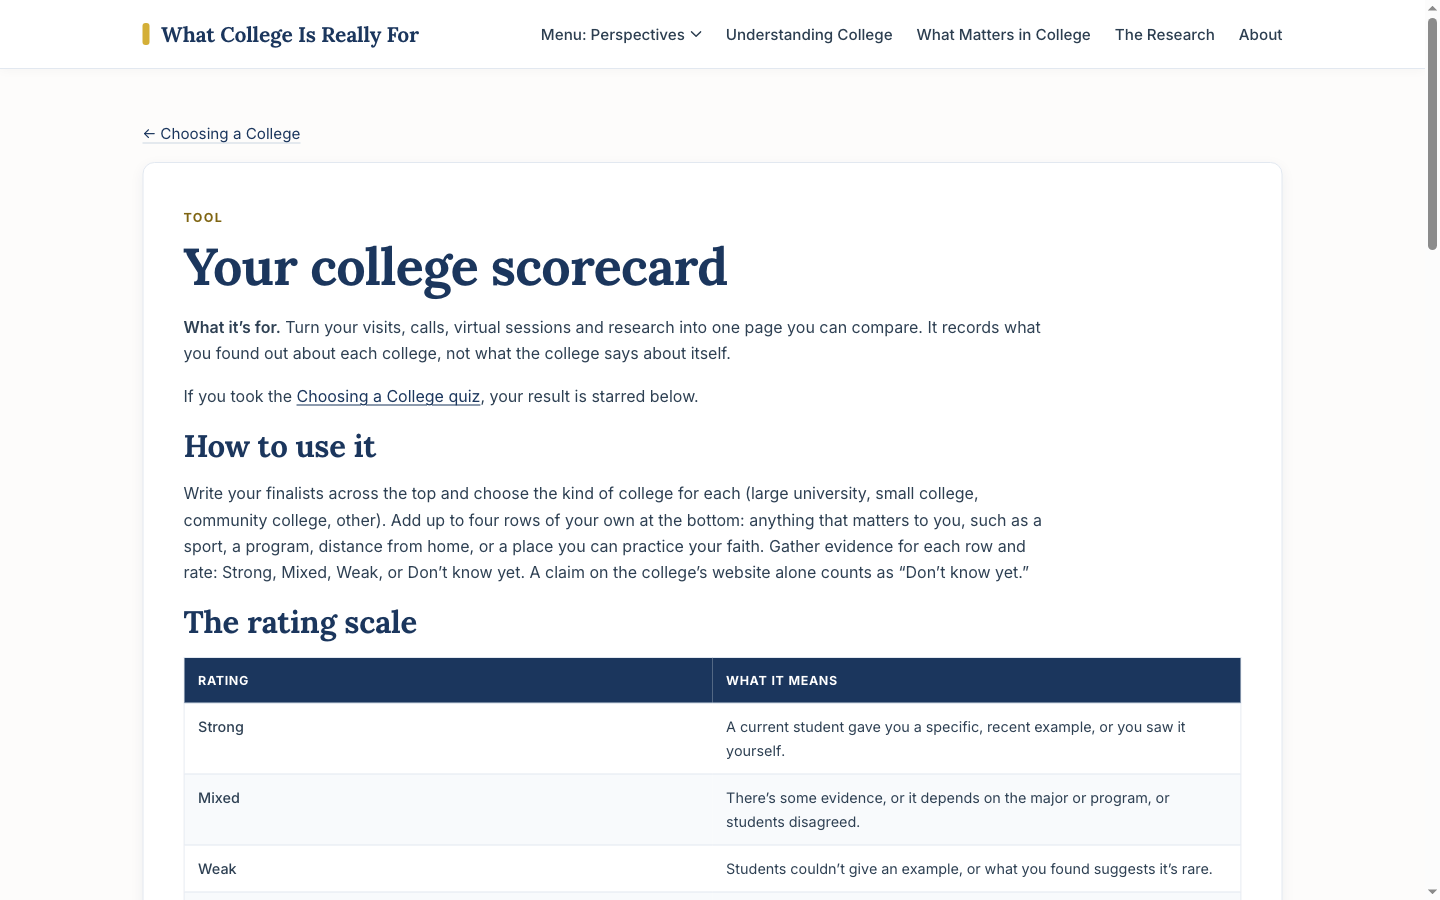 What College Is Really For
Menu: Perspectives
Understanding College
What Matters in College
The Research
About
← Choosing a College
TOOL
Your college scorecard
What it’s for. Turn your visits, calls, virtual sessions and research into one page you can compare. It records what
you found out about each college, not what the college says about itself.
If you took the Choosing a College quiz, your result is starred below.
How to use it
Write your finalists across the top and choose the kind of college for each (large university, small college,
community college, other). Add up to four rows of your own at the bottom: anything that matters to you, such as a
sport, a program, distance from home, or a place you can practice your faith. Gather evidence for each row and
rate: Strong, Mixed, Weak, or Don’t know yet. A claim on the college’s website alone counts as “Don’t know yet.”
The rating scale
RATING
WHAT IT MEANS
Strong
A current student gave you a specific, recent example, or you saw it
yourself.
Mixed
There’s some evidence, or it depends on the major or program, or
students disagreed.
Weak
Students couldn’t give an example, or what you found suggests it’s rare.